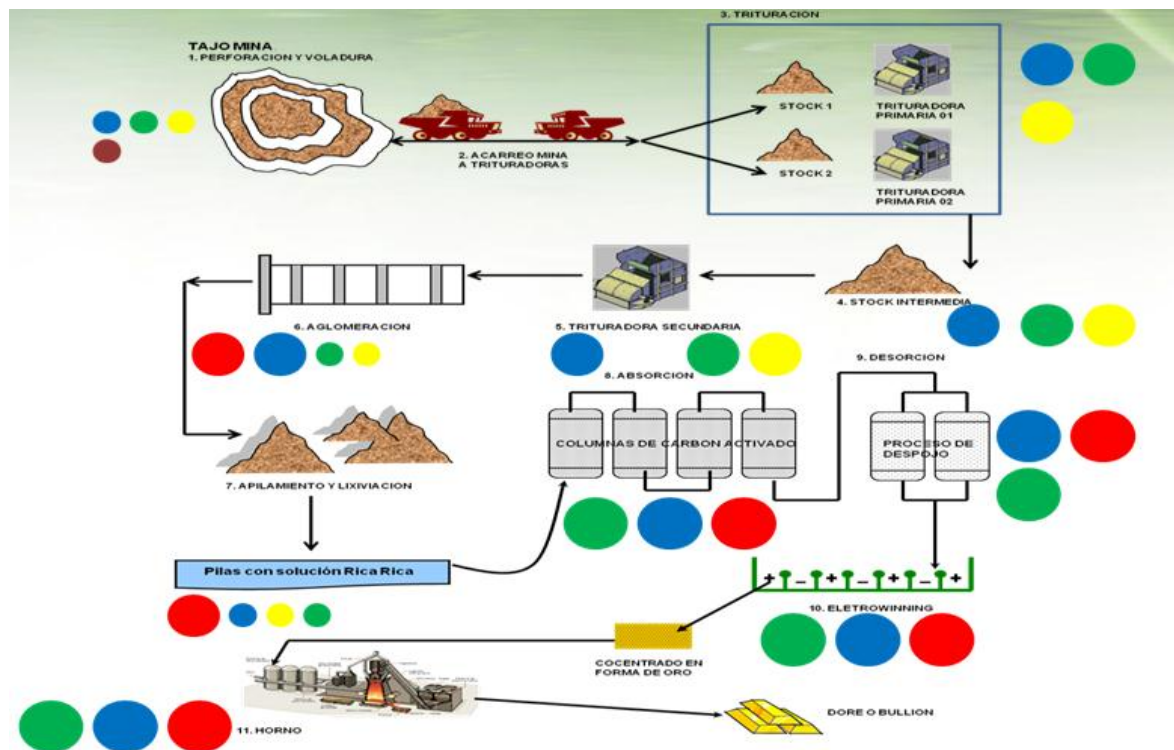 3. TRITURACION
TAJO MINA
1. PERFORACION Y VOLADURA
STOCK 1
TRITURADORA
PRIMARIA 01
2. ACARREO MINA
A TRITURADORAS
STOCK 2
TRITURADORA
PRIMARIA 02
4. STOCK INTERMEDIA
5. TRITURADORA SECUNDARIA
6. AGLOMERACION
7. APILAMIENTO Y LIXIVIACION
Pilas con solución Rica Rica
8. ABSORCION
COLUMNAS DE CARBON ACTIVADO
9. DESORCION
PROCESO DE
DESPOJO
+ – + – + – + – +
10. ELETROWINNING
COCENTRADO EN
FORMA DE ORO
11. HORNO
DORE O BULLION